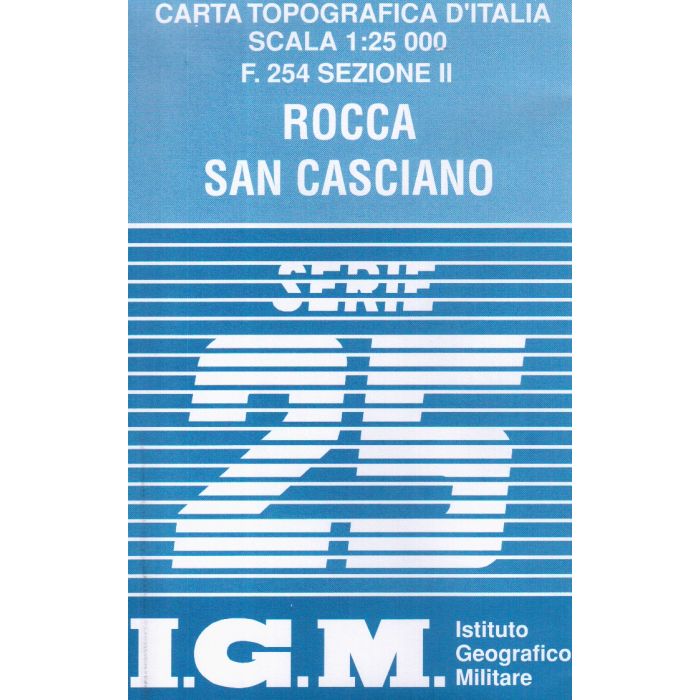 CARTA TOPOGRAFICA D'ITALIA
SCALA 1:25 000
F. 254 SEZIONE II
ROCCA
SAN CASCIANO
SERIE
25
I.G.M.
Istituto
Geografico
Militare